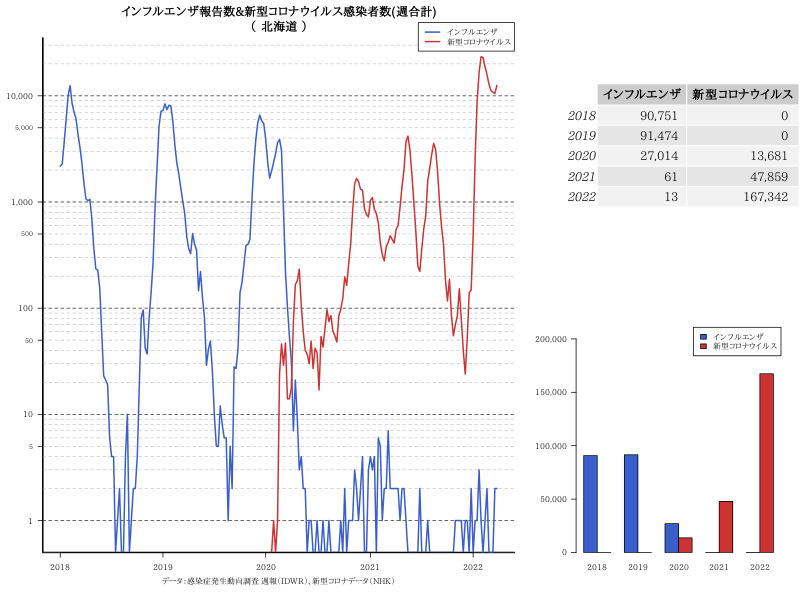 インフルエンザ報告数&新型コロナウイルス感染者数(週合計)
( 北海道 )
インフルエンザ
新型コロナウイルス
10,000
5,000
1,000
500
100
50
10
5
1
2018 2019 2020 2021 2022
データ：感染症発生動向調査 週報(IDWR)、新型コロナデータ(NHK)
インフルエンザ 新型コロナウイルス
2018 90,751 0
2019 91,474 0
2020 27,014 13,681
2021 61 47,859
2022 13 167,342
インフルエンザ
新型コロナウイルス
200,000
150,000
100,000
50,000
0
2018 2019 2020 2021 2022